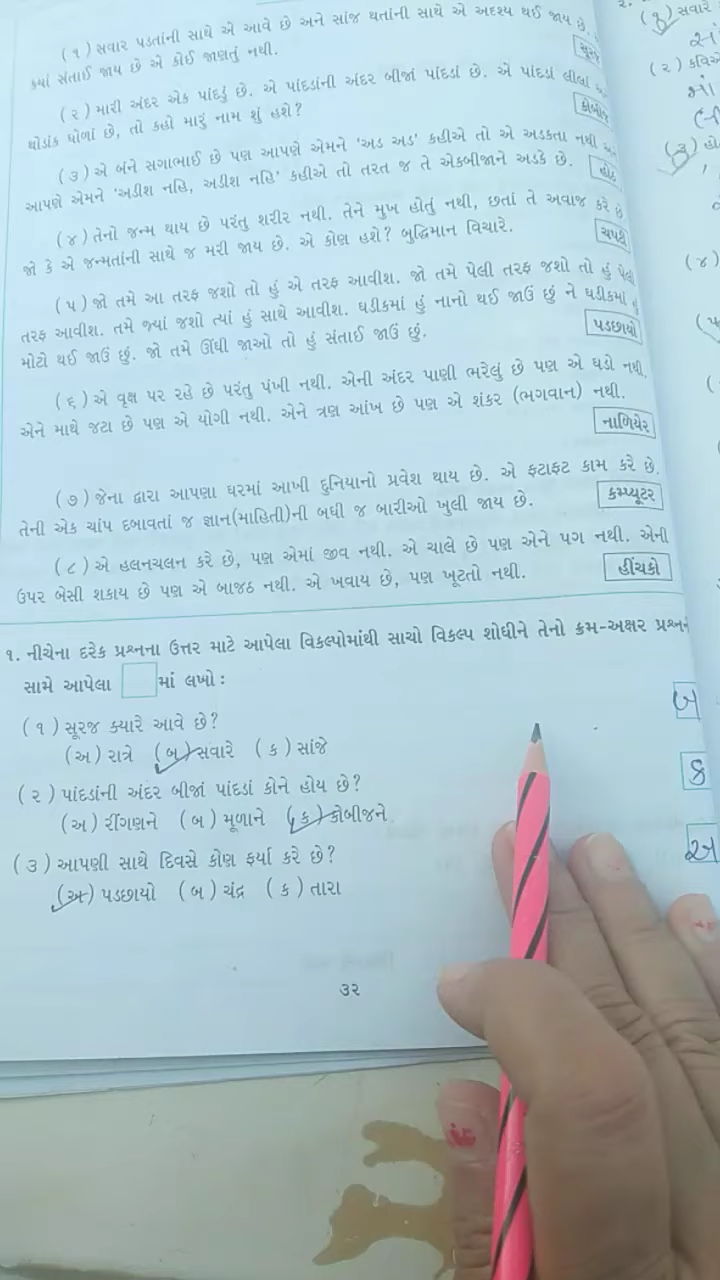 (૧) સવાર પડતાંની સાથે એ આવે છે અને સાંજ થતાંની સાથે એ અદશ્ય થઈ જાય છે.
ક્યાં સંતાઈ જાય છે એ કોઈ જાણતું નથી.
(૨) મારી અંદર એક પાંદડું છે. એ પાંદડાંની અંદર બીજાં પાંદડાં છે. એ પાંદડાં લીલાં
થોડાંક ધોળાં છે, તો કહો મારું નામ શું હશે?
કોબીજ
(૩) એ બંને સગાભાઈ છે પણ આપણે એમને 'અડ અડ' કહીએ તો એ અડકતા નથી
આપણે એમને 'અડીશ નહિ, અડીશ નહિ' કહીએ તો તરત જ તે એકબીજાને અડકે છે.
હોઠ
(૪) તેનો જન્મ થાય છે પરંતુ શરીર નથી. તેને મુખ હોતું નથી, છતાં તે અવાજ કરે છે
જો કે એ જન્મતાંની સાથે જ મરી જાય છે. એ કોણ હશે? બુદ્ધિમાન વિચારે.
ચપટી
(૫) જો તમે આ તરફ જશો તો હું એ તરફ આવીશ. જો તમે પેલી તરફ જશો તો હું પેલી
તરફ આવીશ. તમે જ્યાં જશો ત્યાં હું સાથે આવીશ. ઘડીકમાં હું નાનો થઈ જાઉં છું ને ઘડીકમાં હું
મોટો થઈ જાઉં છું. જો તમે ઊંધી જાઓ તો હું સંતાઈ જાઉં છું.
પડછાયો
(૬) એ વૃક્ષ પર રહે છે પરંતુ પંખી નથી. એની અંદર પાણી ભરેલું છે પણ એ ઘડો નથી.
એને માથે જટા છે પણ એ યોગી નથી. એને ત્રણ આંખ છે પણ એ શંકર (ભગવાન) નથી.
નાળિયેર
(૭) જેના દ્વારા આપણા ઘરમાં આખી દુનિયાનો પ્રવેશ થાય છે. એ ફટાફટ કામ કરે છે.
તેની એક ચાંપ દબાવતાં જ જ્ઞાન(માહિતી)ની બધી જ બારીઓ ખુલી જાય છે.
કમ્પ્યૂટર
(૮) એ હલનચલન કરે છે, પણ એમાં જીવ નથી. એ ચાલે છે પણ એને પગ નથી. એની
ઉપર બેસી શકાય છે પણ એ બાજઠ નથી. એ ખવાય છે, પણ ખૂટતો નથી.
હીંચકો
૧. નીચેના દરેક પ્રશ્નના ઉત્તર માટે આપેલા વિકલ્પોમાંથી સાચો વિકલ્પ શોધીને તેનો ક્રમ-અક્ષર પ્રશ્નની
સામે આપેલા માં લખો :
(૧) સૂરજ ક્યારે આવે છે?
બ
(અ) રાત્રે (બ) સવારે (ક) સાંજે
(૨) પાંદડાંની અંદર બીજાં પાંદડાં કોને હોય છે?
ક
(અ) રીંગણને (બ) મૂળાને (ક) કોબીજને
(૩) આપણી સાથે દિવસે કોણ ફર્યા કરે છે?
અ
(અ) પડછાયો (બ) ચંદ્ર (ક) તારા
૩૨
(૧) સવારે
(૨) કવિએ
(૩)
(૪)